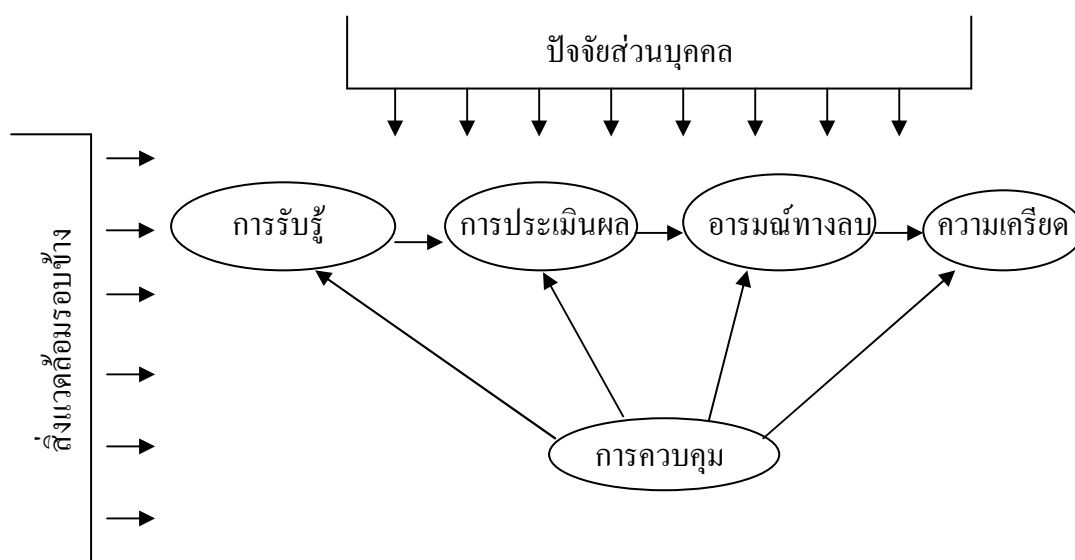 ปัจจัยส่วนบุคคล
สิ่งแวดล้อมรอบข้าง
การรับรู้
การประเมินผล
อารมณ์ทางลบ
ความเครียด
การควบคุม